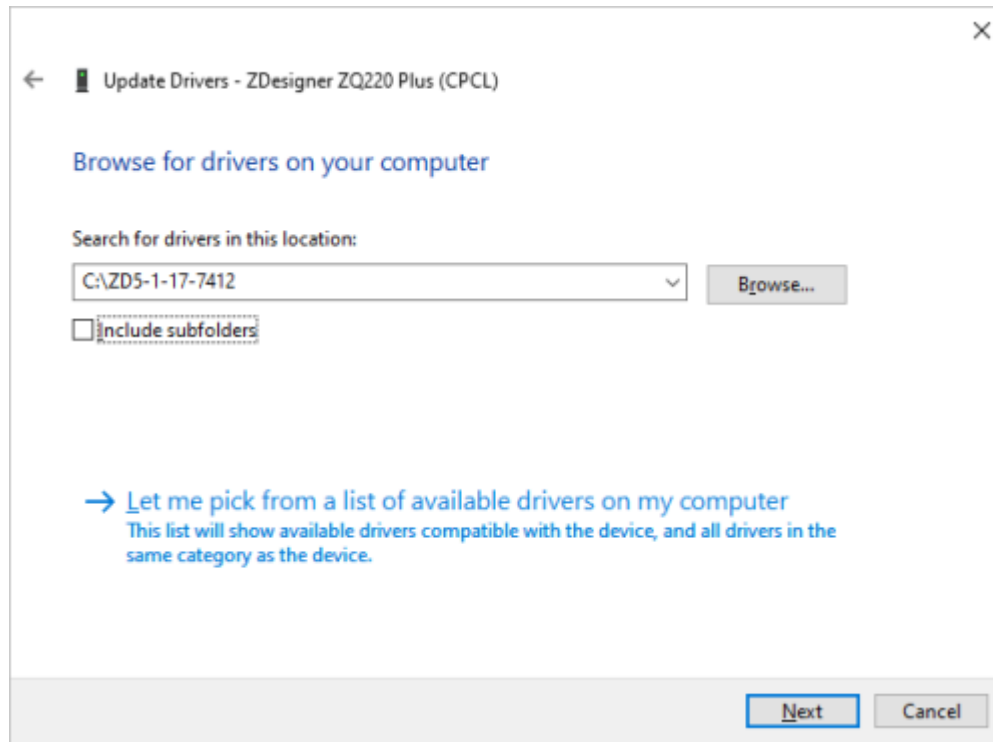 Update Drivers - ZDesigner ZQ220 Plus (CPCL)
Browse for drivers on your computer
Search for drivers in this location:
C:\ZD5-1-17-7412
Browse...
Include subfolders
Let me pick from a list of available drivers on my computer
This list will show available drivers compatible with the device, and all drivers in the
same category as the device.
Next
Cancel